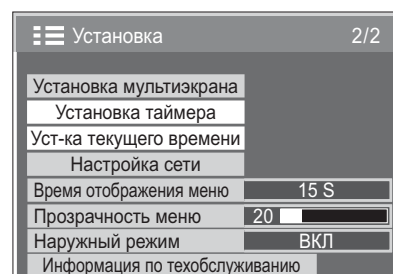 Установка 2/2
Установка мультиэкрана
Установка таймера
Уст-ка текущего времени
Настройка сети
Время отображения меню 15 S
Прозрачность меню 20
Наружный режим ВКЛ
Информация по техобслуживанию